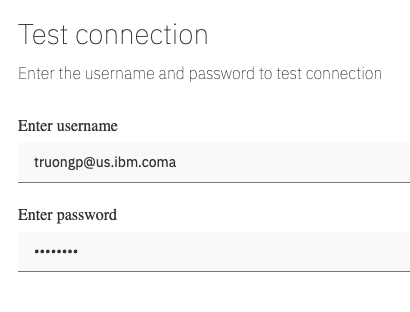 Test connection
Enter the username and password to test connection
Enter username
truongp@us.ibm.coma
Enter password
••••••••